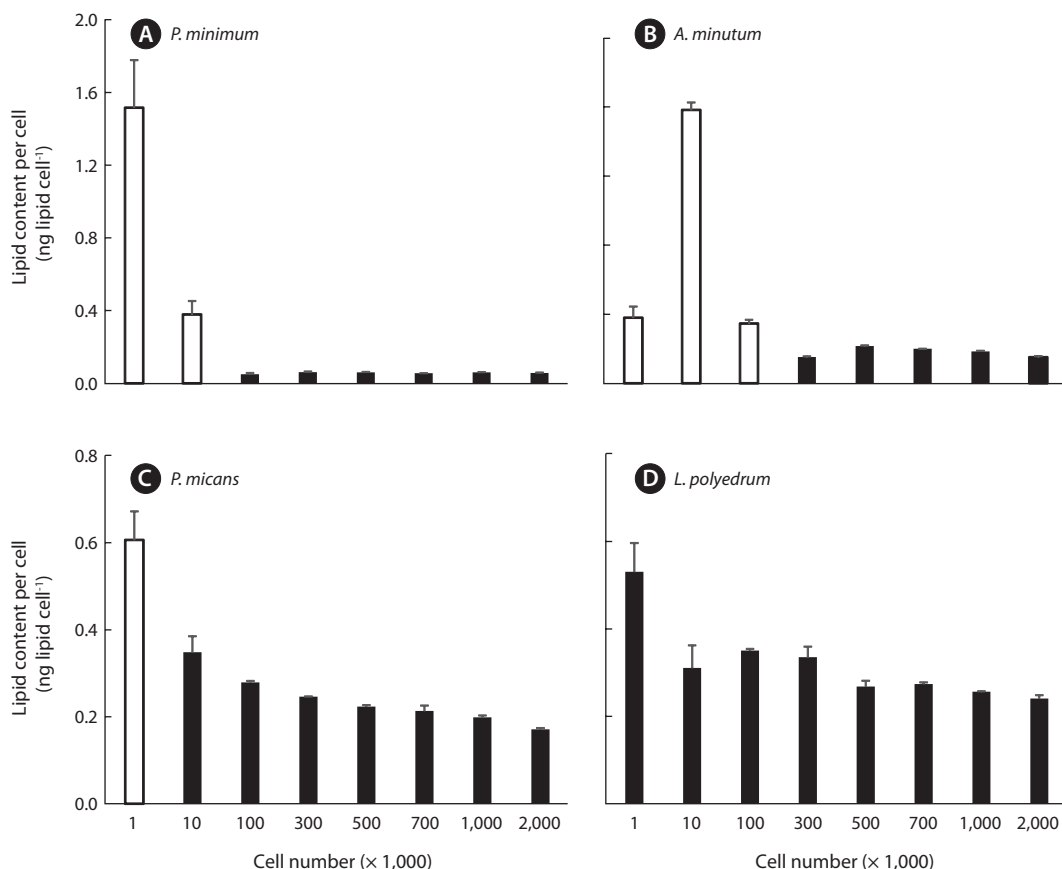 A P. minimum
B A. minutum
Lipid content per cell
(ng lipid cell-1)
2.0
1.6
1.2
0.8
0.4
0.0
C P. micans
D L. polyedrum
Lipid content per cell
(ng lipid cell-1)
0.8
0.6
0.4
0.2
0.0
1 10 100 300 500 700 1,000 2,000
1 10 100 300 500 700 1,000 2,000
Cell number (× 1,000)
Cell number (× 1,000)